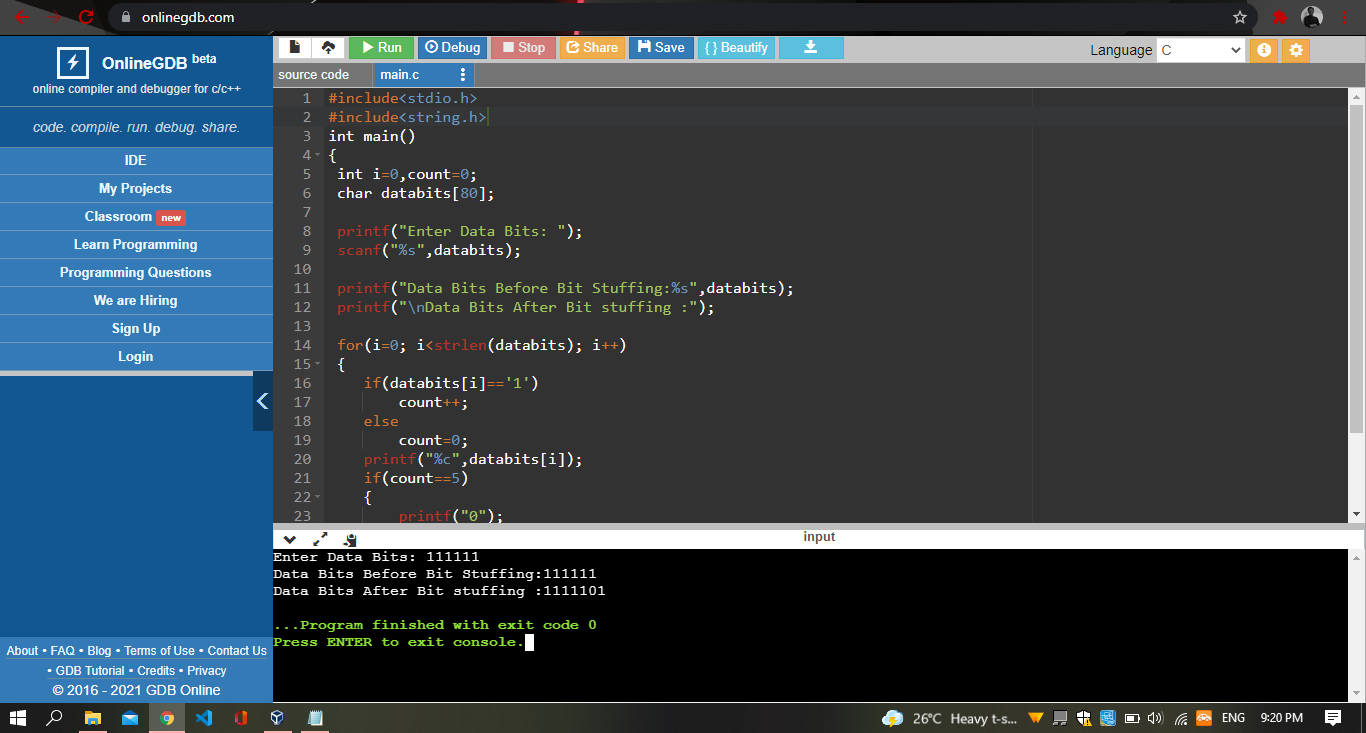 onlinegdb.com
OnlineGDB beta
online compiler and debugger for c/c++
code. compile. run. debug. share.
IDE
My Projects
Classroom new
Learn Programming
Programming Questions
We are Hiring
Sign Up
Login
About • FAQ • Blog • Terms of Use • Contact Us
• GDB Tutorial • Credits • Privacy
© 2016 - 2021 GDB Online
Run Debug Stop Share Save { } Beautify
Language C
source code main.c
1 #include<stdio.h>
2 #include<string.h>
3 int main()
4 {
5 int i=0,count=0;
6 char databits[80];
7
8 printf("Enter Data Bits: ");
9 scanf("%s",databits);
10
11 printf("Data Bits Before Bit Stuffing:%s",databits);
12 printf("\nData Bits After Bit stuffing :");
13
14 for(i=0; i<strlen(databits); i++)
15 {
16 if(databits[i]=='1')
17 count++;
18 else
19 count=0;
20 printf("%c",databits[i]);
21 if(count==5)
22 {
23 printf("0");
input
Enter Data Bits: 111111
Data Bits Before Bit Stuffing:111111
Data Bits After Bit stuffing :1111101
...Program finished with exit code 0
Press ENTER to exit console.
26°C Heavy t-s... ENG 9:20 PM